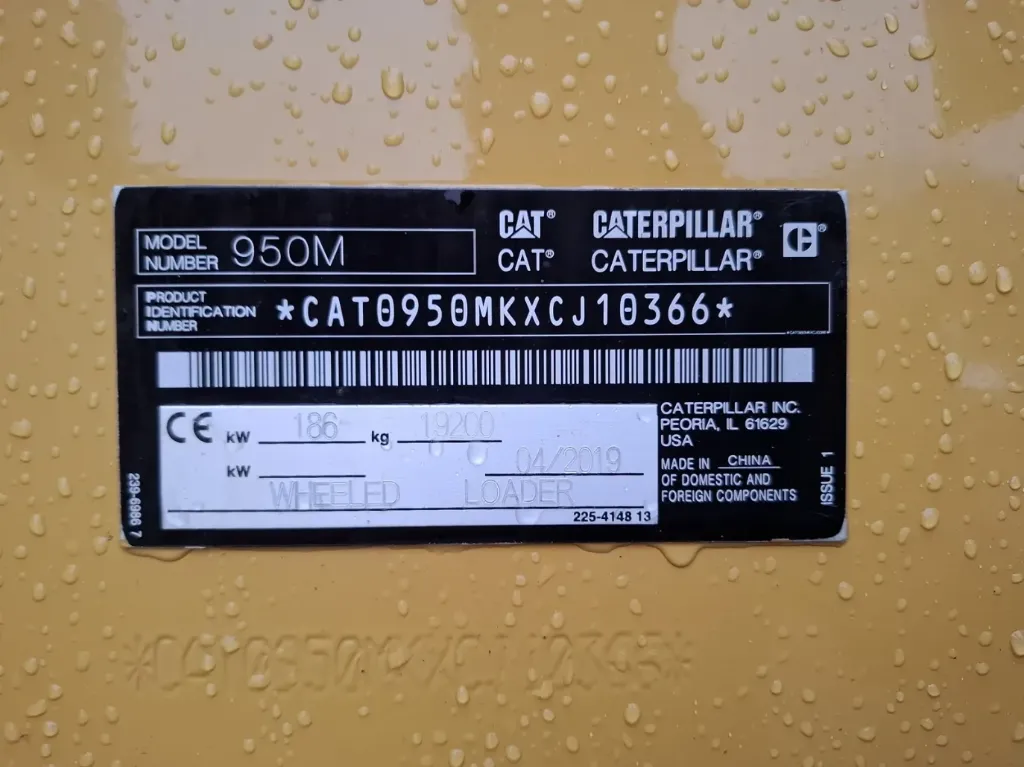 CAT® CATERPILLAR®
MODEL NUMBER 950M
CAT® CATERPILLAR®
PRODUCT IDENTIFICATION NUMBER *CAT0950MKXCJ10366*
CE kW 186 kg 19200
kW 04/2019
WHEELED LOADER
225-4148 13
CATERPILLAR INC.
PEORIA, IL 61629
USA
MADE IN CHINA
OF DOMESTIC AND
FOREIGN COMPONENTS
ISSUE 1
239-6986 7